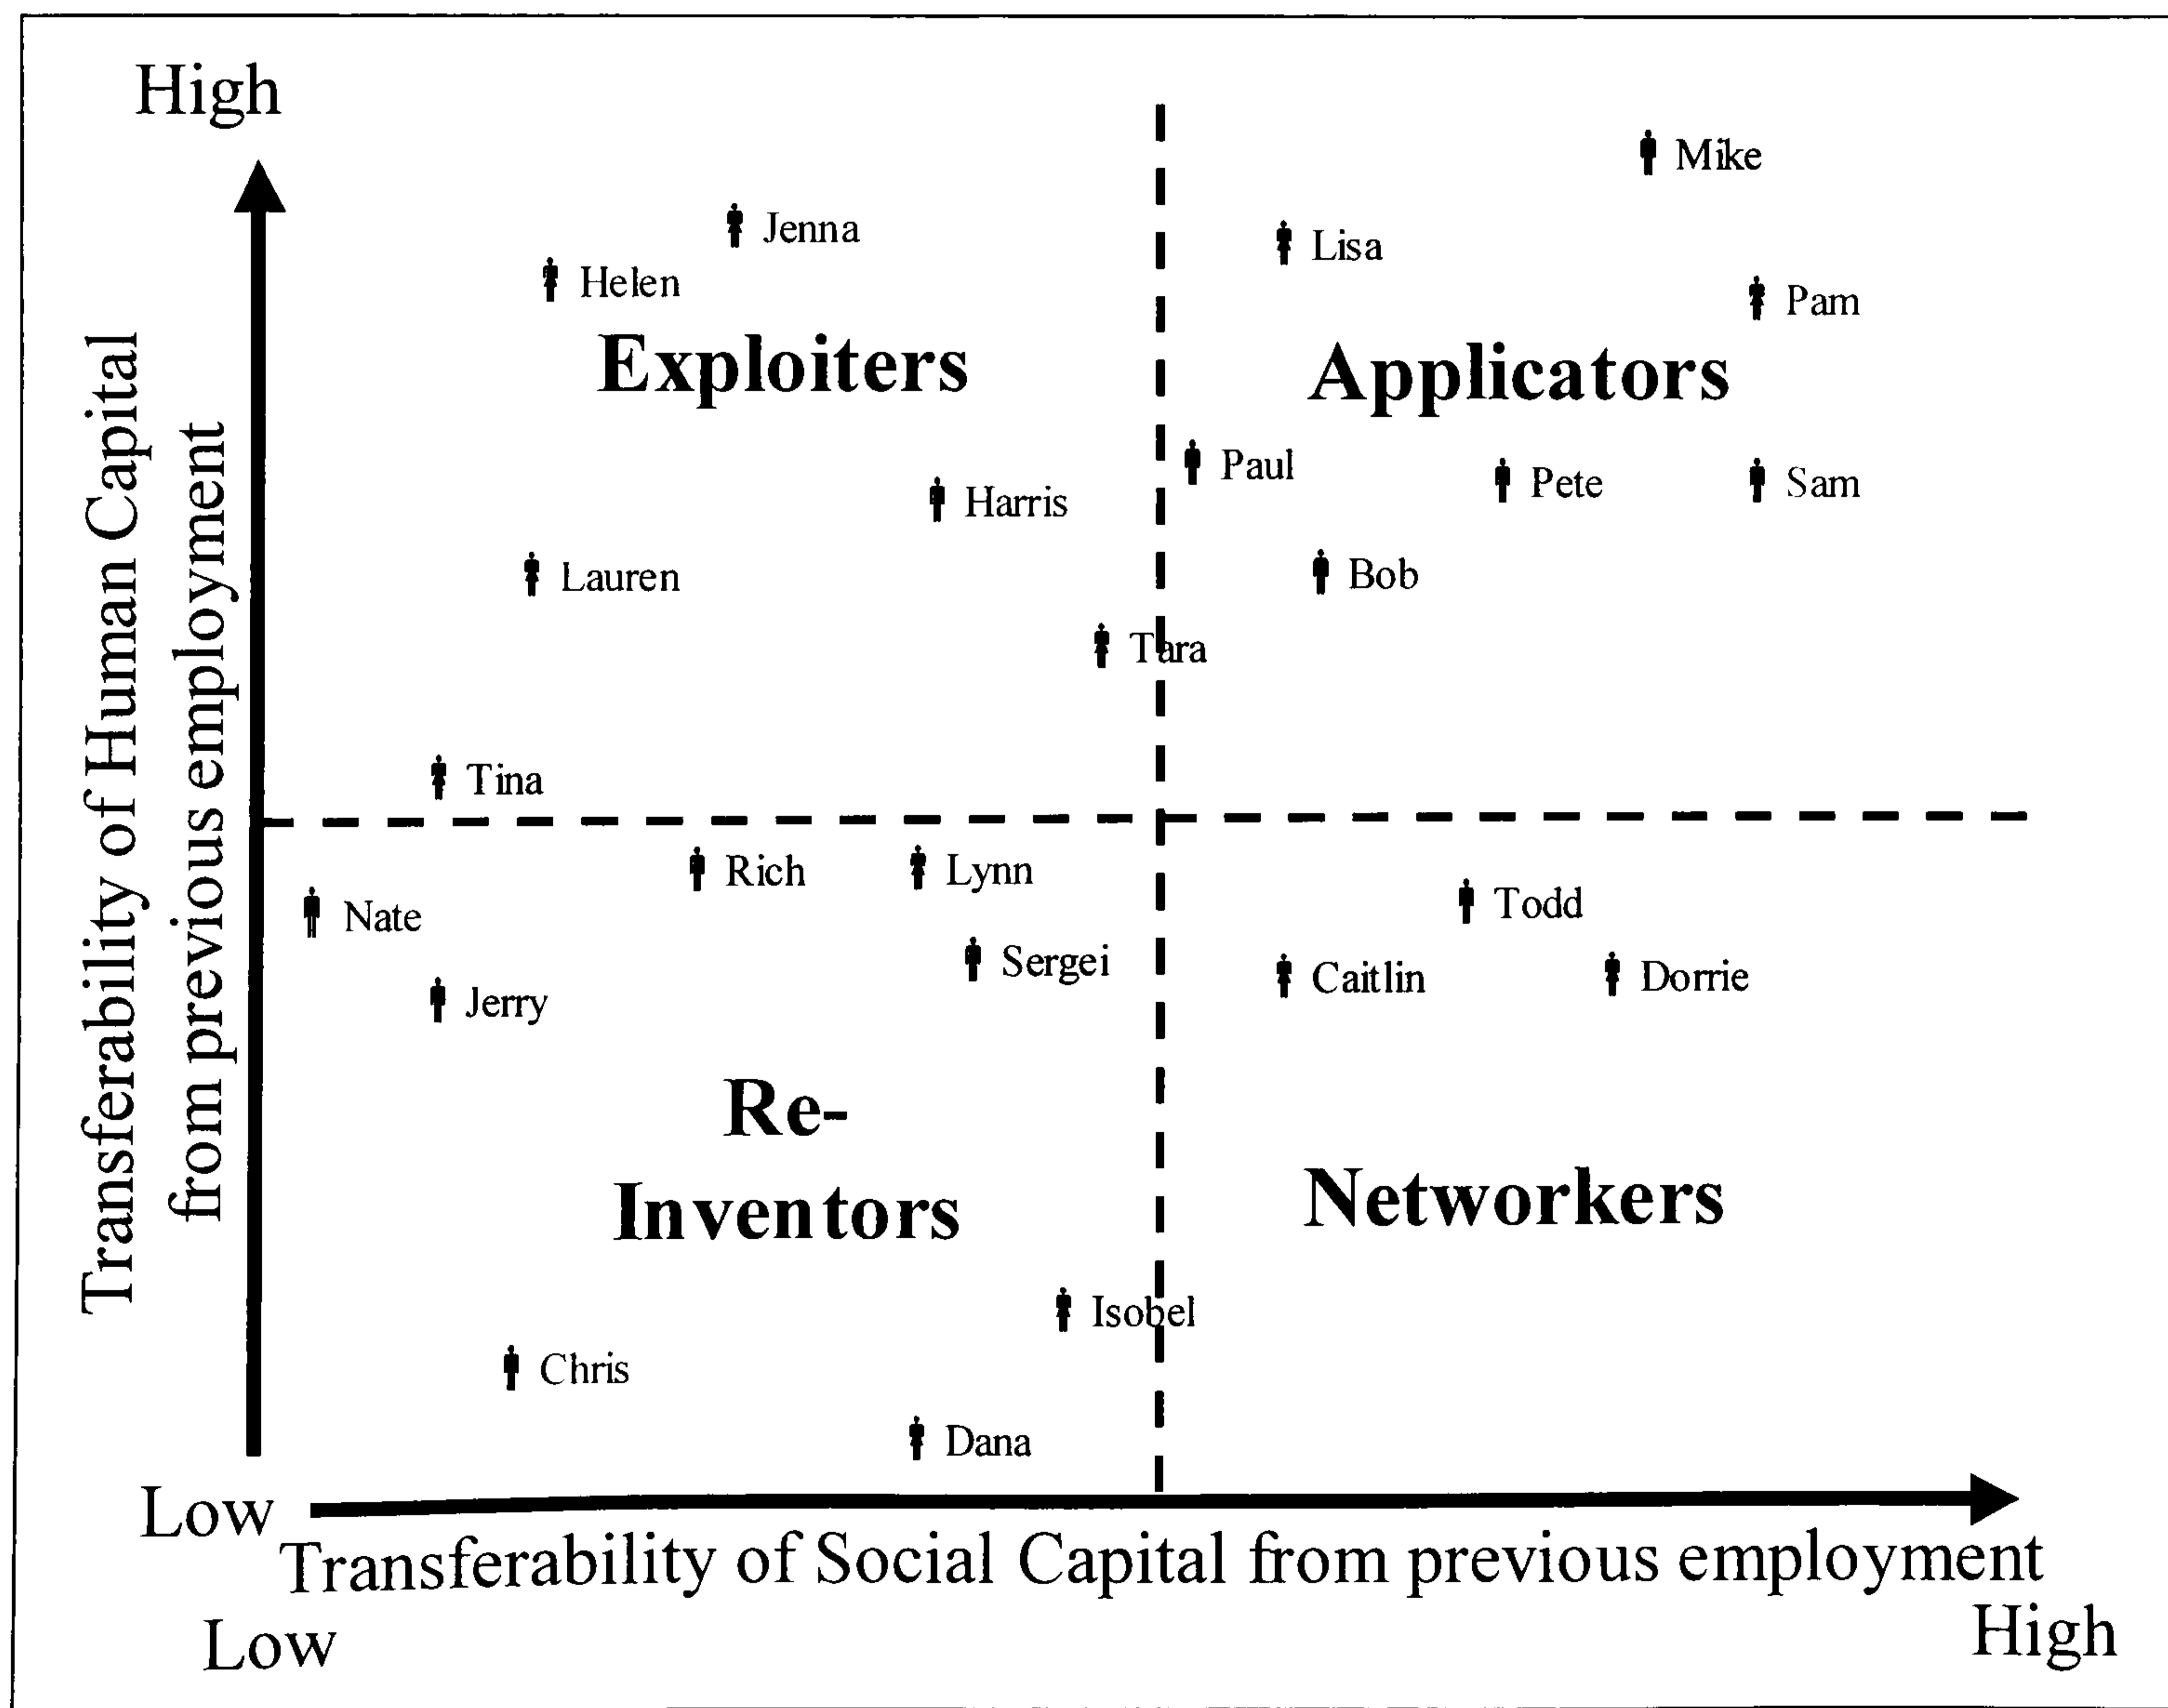 High
Mike
Jenna
Lisa
Helen
Pam
Exploiters
Applicators
Paul
Pete
Sam
Harris
Lauren
Bob
Tara
Tina
Transferability of Human Capital
from previous employment
Rich
Lynn
Nate
Todd
Sergei
Caitlin
Dorrie
Jerry
Re-
Inventors
Networkers
Isobel
Chris
Dana
Low
Transferability of Social Capital from previous employment
Low
High